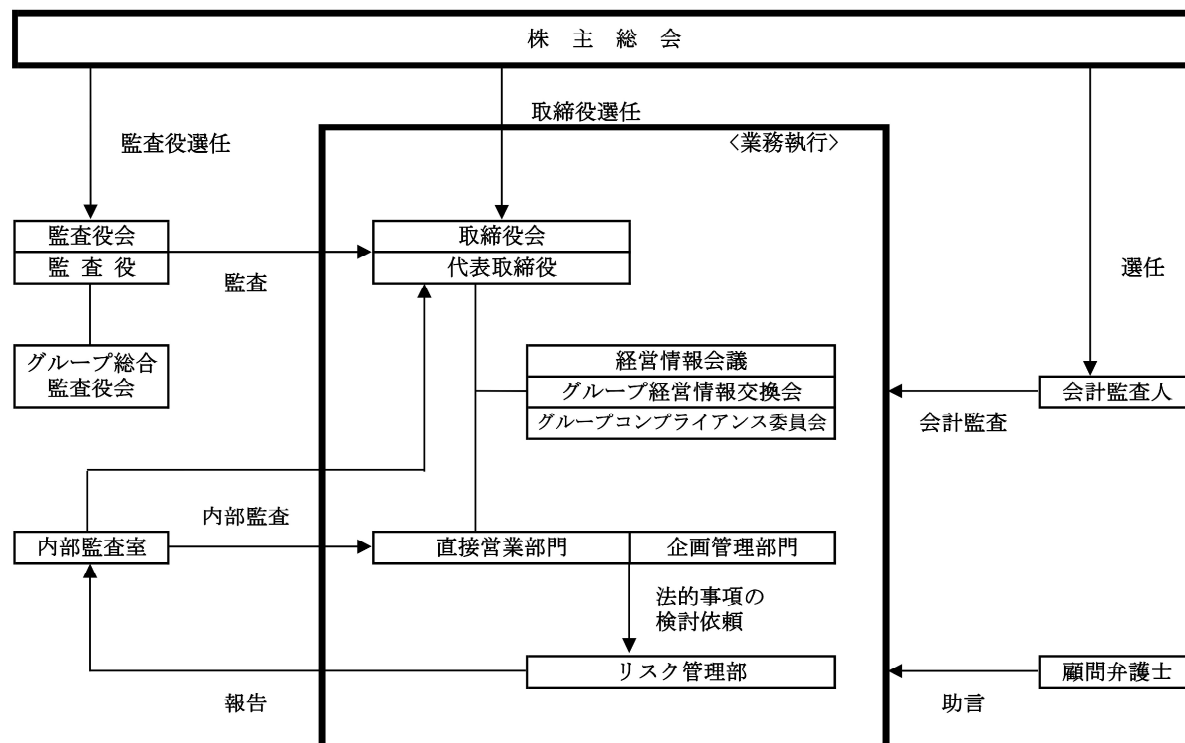 株 主 総 会
取締役選任
監査役選任
<業務執行>
監査役会
監 査 役
取締役会
代表取締役
監査
選任
グループ総合
監査役会
経営情報会議
グループ経営情報交換会
グループコンプライアンス委員会
会計監査人
会計監査
内部監査
内部監査室
直接営業部門
企画管理部門
法的事項の
検討依頼
リスク管理部
顧問弁護士
報告
助言